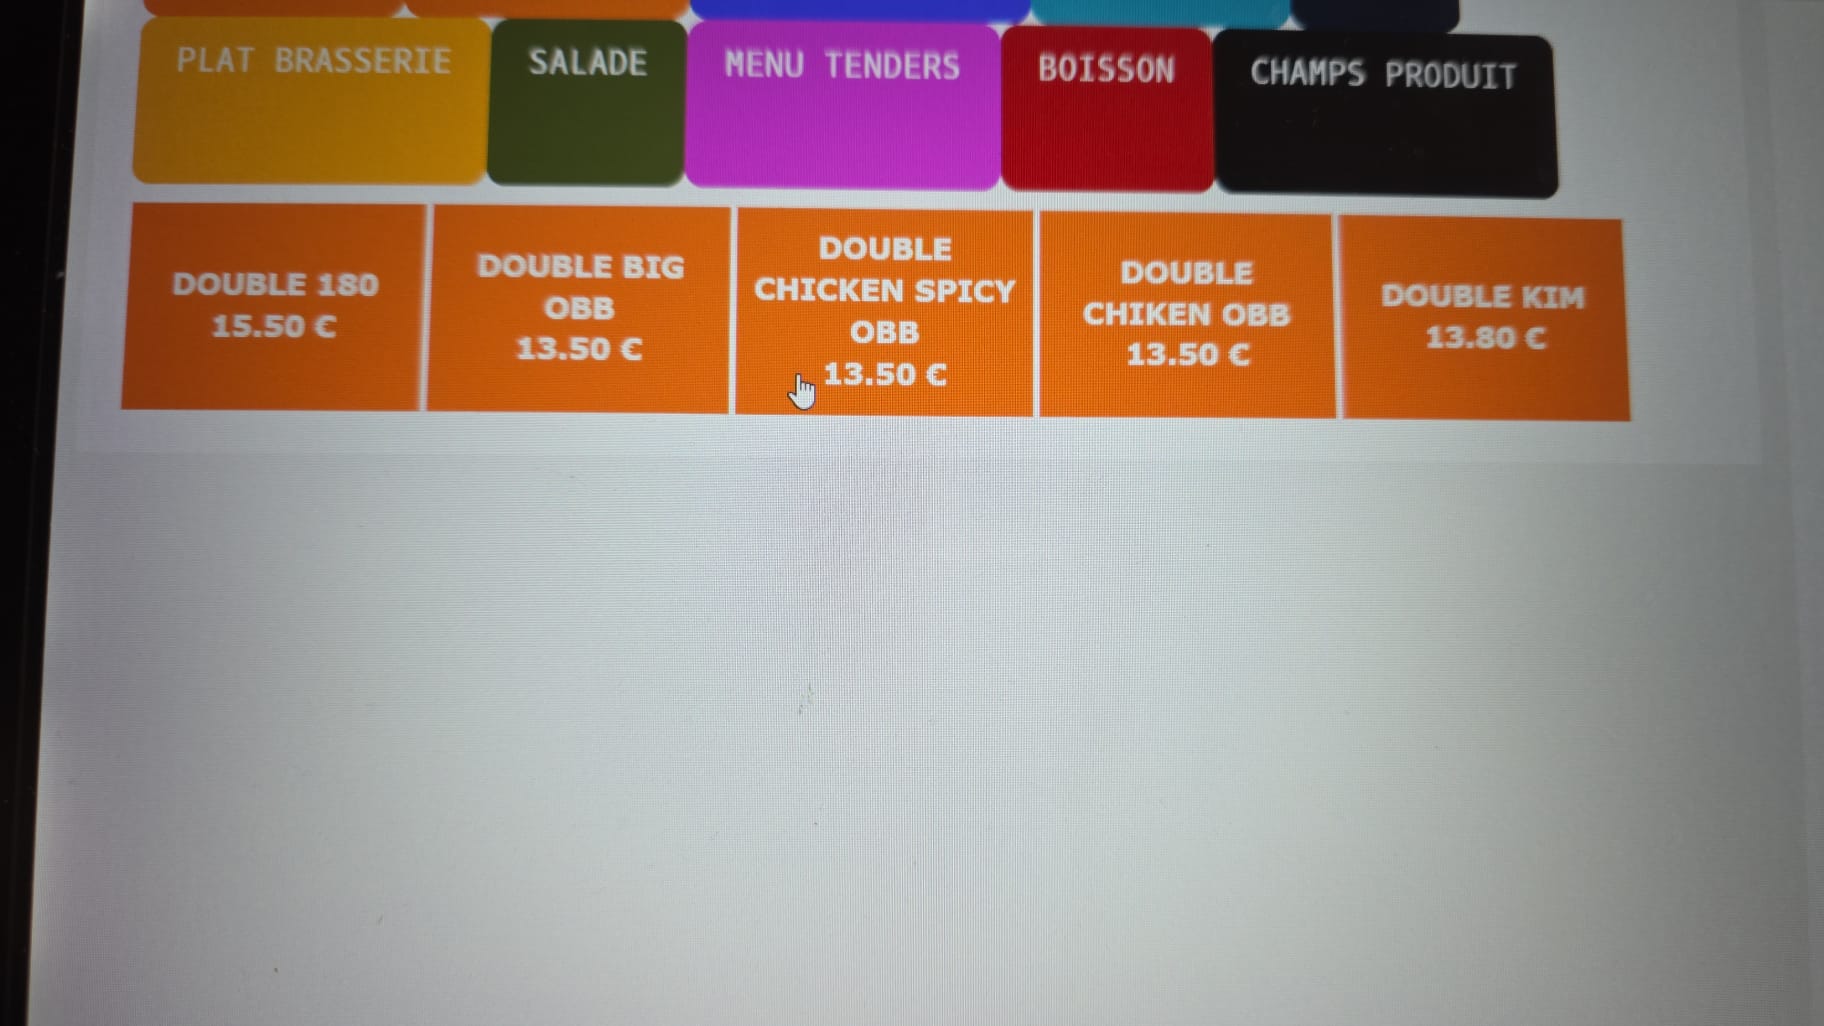 PLAT BRASSERIE
SALADE
MENU TENDERS
BOISSON
CHAMPS PRODUIT
DOUBLE 180
15.50 €
DOUBLE BIG
OBB
13.50 €
DOUBLE
CHICKEN SPICY
OBB
13.50 €
DOUBLE
CHIKEN OBB
13.50 €
DOUBLE KIM
13.80 €